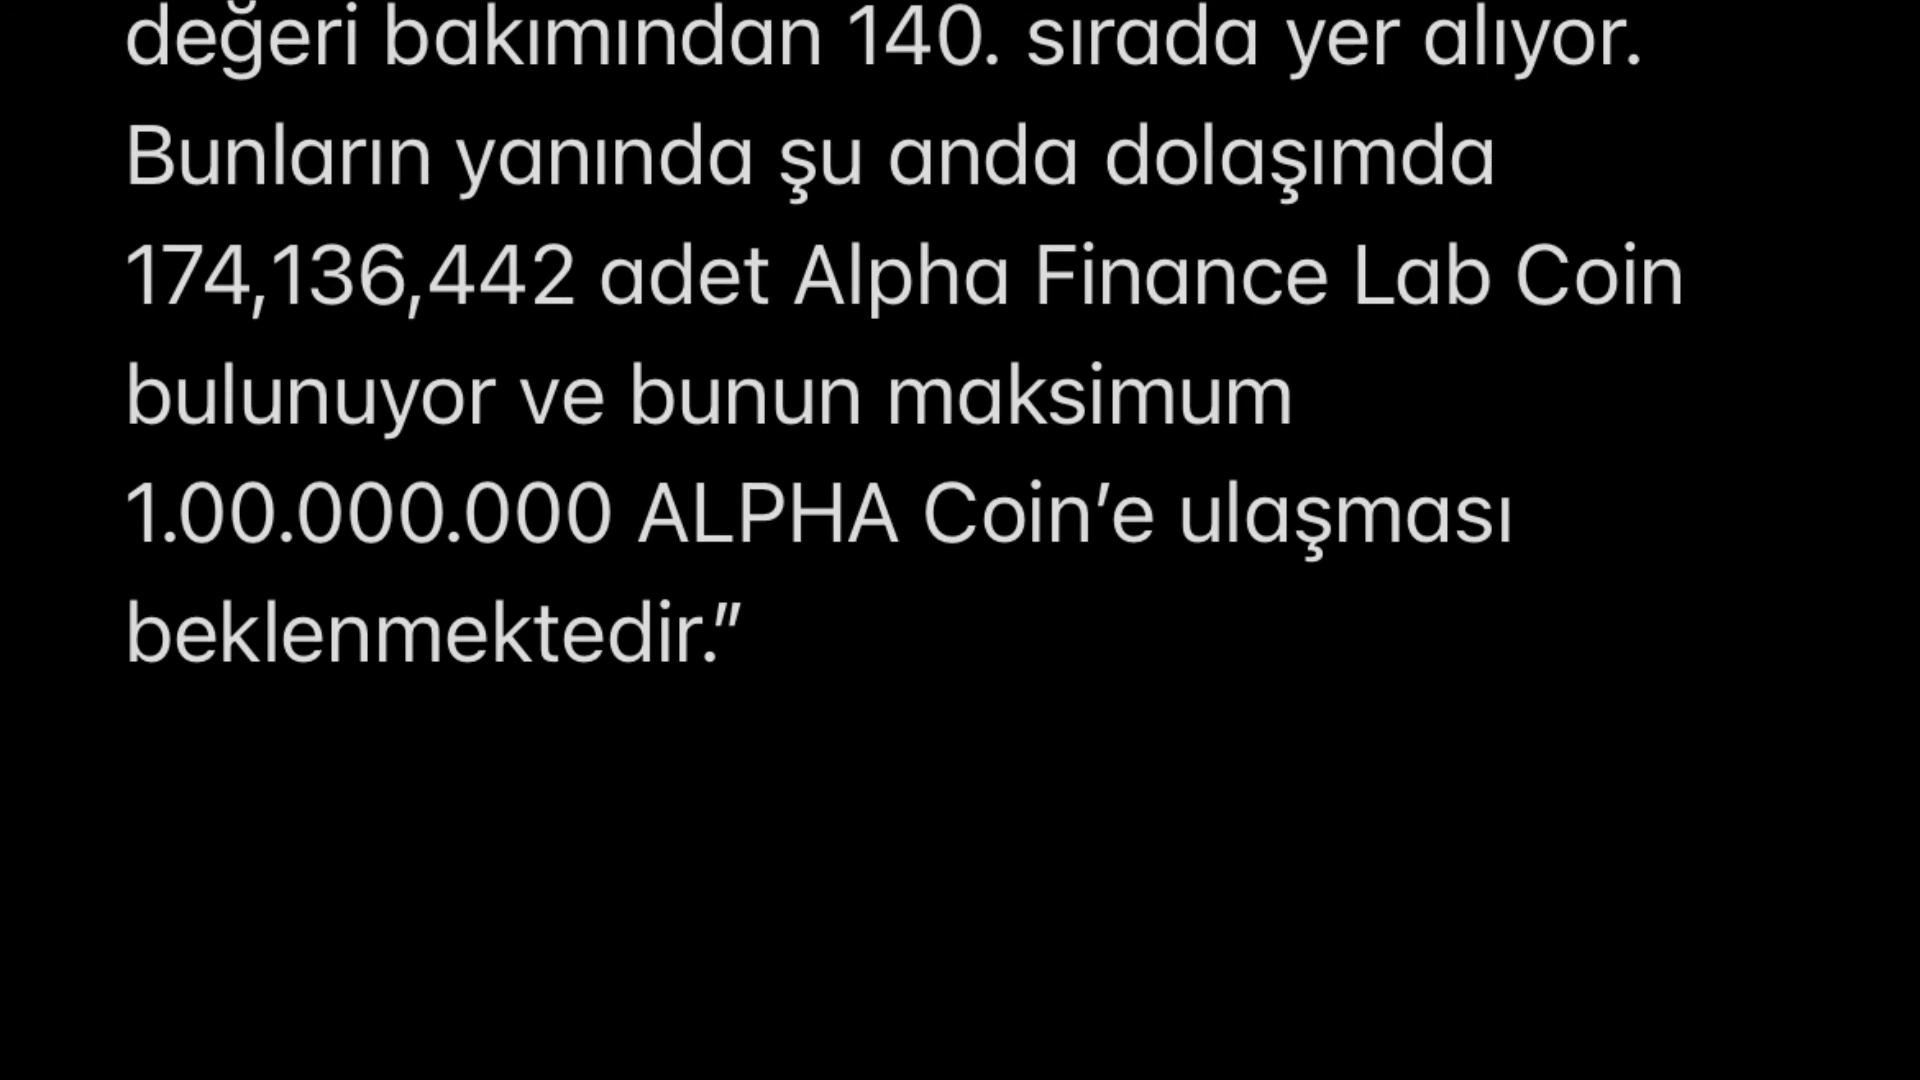 değeri bakımından 140. sırada yer alıyor.
Bunların yanında şu anda dolaşımda
174,136,442 adet Alpha Finance Lab Coin
bulunuyor ve bunun maksimum
1.00.000.000 ALPHA Coin’e ulaşması
beklenmektedir.”